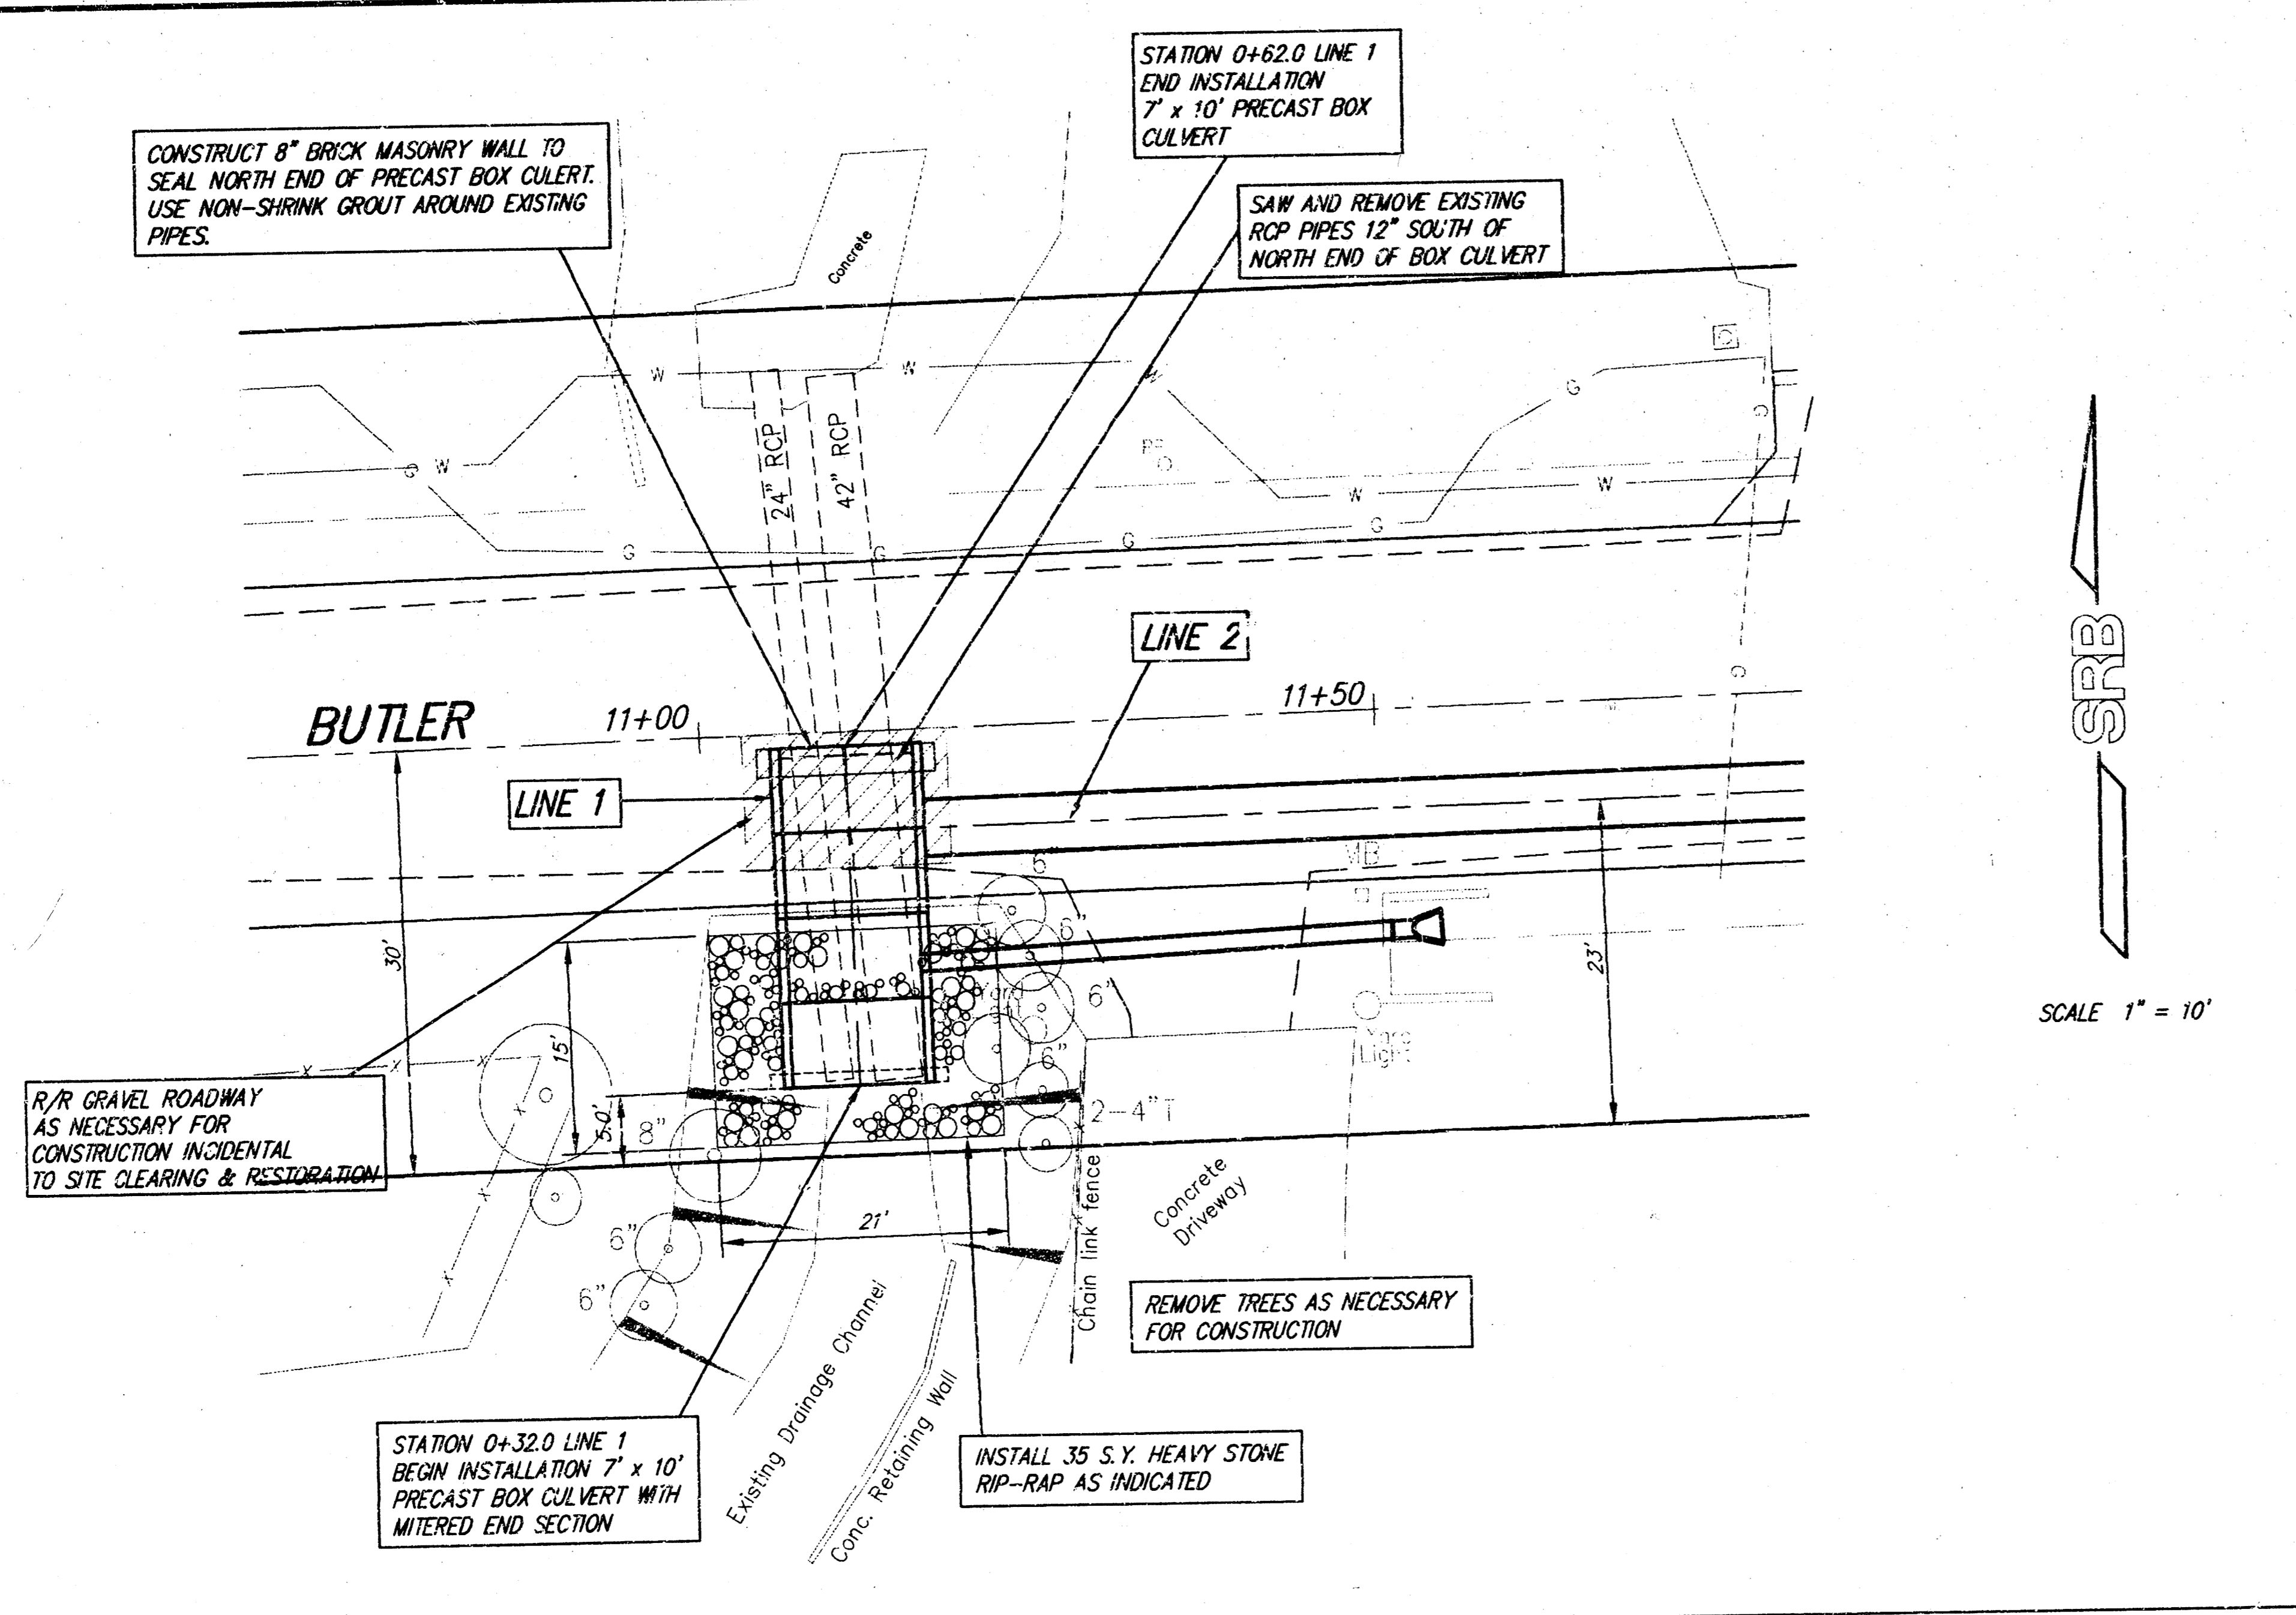 STATION 0+62.0 LINE 1
END INSTALLATION
7' x 10' PRECAST BOX
CULVERT
CONSTRUCT 8" BRICK MASONRY WALL TO
SEAL NORTH END OF PRECAST BOX CULERT.
USE NON-SHRINK GROUT AROUND EXISTING
PIPES.
SAW AND REMOVE EXISTING
RCP PIPES 12" SOUTH OF
NORTH END OF BOX CULVERT
Concrete
W
W
W
G
G
W
24" RCP
42" RCP
W
W
G
G
G
G
G
LINE 2
BUTLER
11+00
11+50
SRB
LINE 1
6"
MB
6"
30'
23'
6"
SCALE 1" = 10'
15'
6"
Light
X
X
X
R/R GRAVEL ROADWAY
AS NECESSARY FOR
CONSTRUCTION INCIDENTAL
TO SITE CLEARING & RESTORATION
5.0'
8"
2-4"T
X
X
X
21'
6"
6"
Chain link fence
Concrete
Driveway
REMOVE TREES AS NECESSARY
FOR CONSTRUCTION
Existing Drainage Channel
Conc. Retaining Wall
STATION 0+32.0 LINE 1
BEGIN INSTALLATION 7' x 10'
PRECAST BOX CULVERT WITH
MITERED END SECTION
INSTALL 35 S.Y. HEAVY STONE
RIP-RAP AS INDICATED